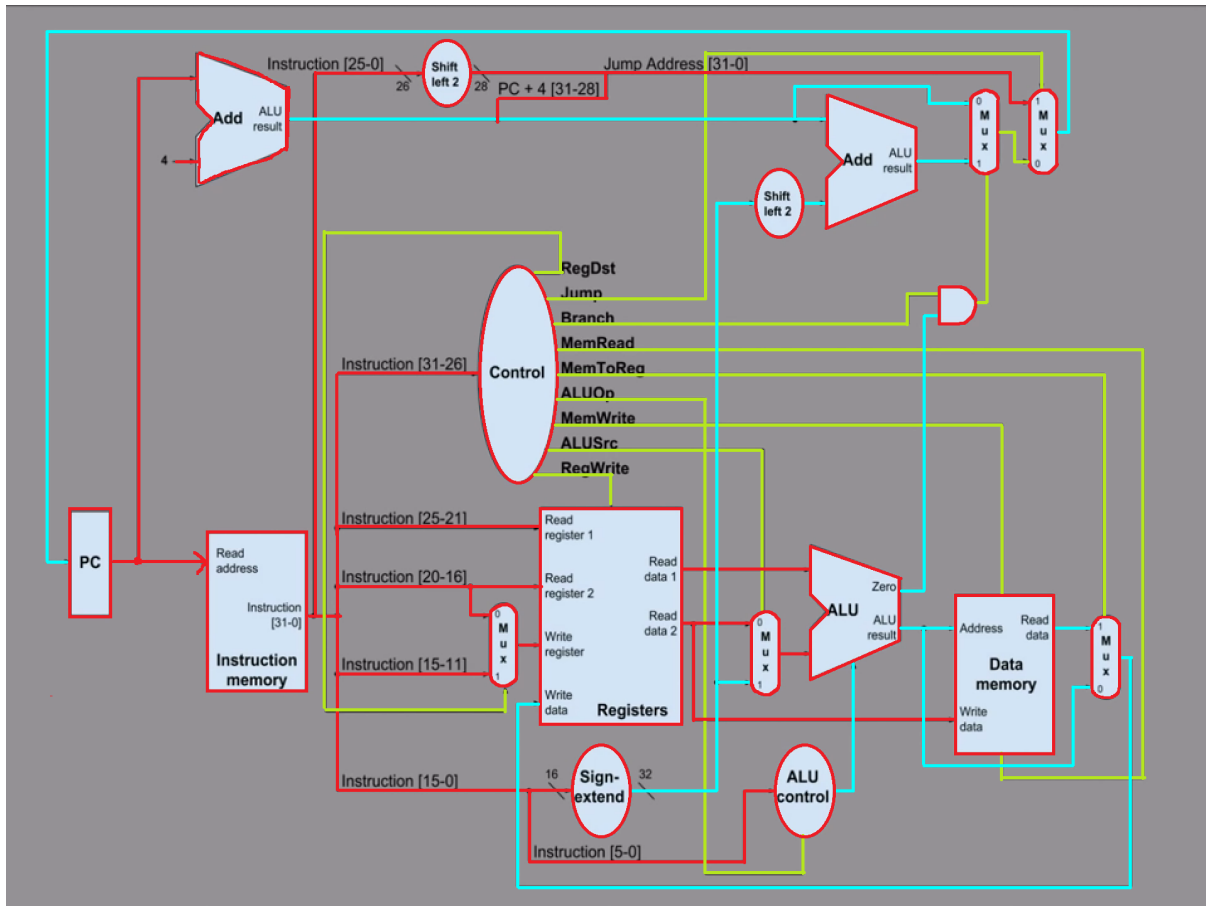 Instruction [25-0]
26
Shift
left 2
28
Jump Address [31-0]
PC + 4 [31-28]
Add
ALU
result
4
0
M
u
x
1
1
M
u
x
0
Add
ALU
result
Shift
left 2
RegDst
Jump
Branch
MemRead
MemToReg
ALUOp
MemWrite
ALUSrc
RegWrite
Control
Instruction [31-26]
PC
Read
address
Instruction
[31-0]
Instruction
memory
Instruction [25-21]
Instruction [20-16]
Instruction [15-11]
Instruction [15-0]
0
M
u
x
1
Read
register 1
Read
register 2
Write
register
Write
data
Read
data 1
Read
data 2
Registers
0
M
u
x
1
Zero
ALU
ALU
result
Address
Read
data
Data
memory
Write
data
1
M
u
x
0
16
Sign-
extend
32
ALU
control
Instruction [5-0]